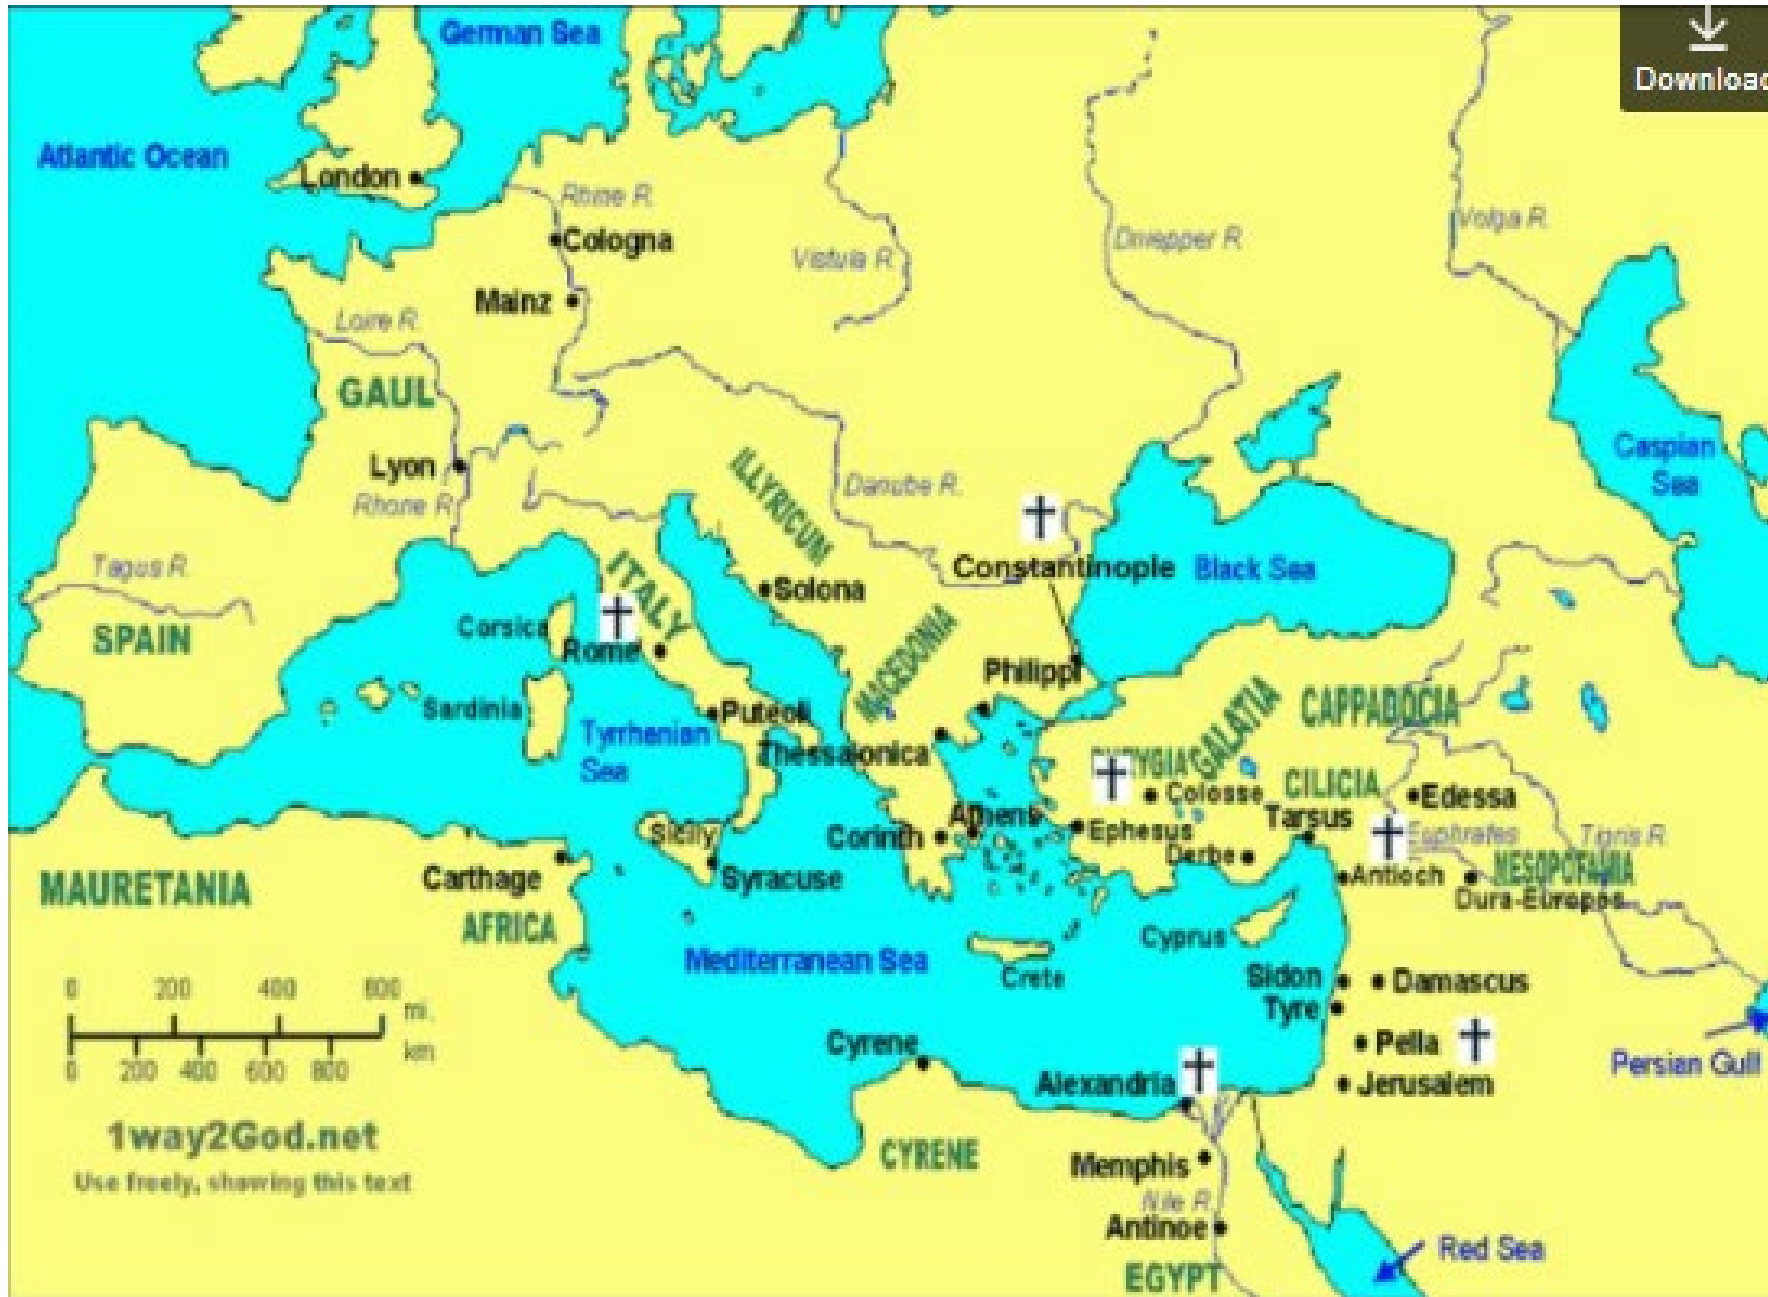 German Sea
Download
Atlantic Ocean
London
Rhine R.
Cologna
Volga R.
Dniepper R
Vistula R.
Mainz
Loire R.
GAUL
Caspian
Sea
Lyon
Rhone R
ILLYRICUM
Danube R.
Constantinople
Black Sea
Tagus R.
ITALY
Solona
SPAIN
Corsica
Rome
MACEDONIA
Philippi
GALATIA
CAPPADOCIA
Sardinia
Puteoli
Tyrrhenian
Sea
Thessalonica
CILICIA
Colosse
Edessa
Athens
Tarsus
Sicily
Corinth
Ephesus
Euphrates
Tigris R.
Derbe
Carthage
Syracuse
Antioch
MESOPOTAMIA
MAURETANIA
Dura-Europos
AFRICA
Cyprus
Mediterranean Sea
Crete
Sidon
Damascus
0 200 400 600
mi.
Tyre
Cyrene
Pella
km
0 200 400 600 800
Persian Gulf
Alexandria
Jerusalem
1way2God.net
CYRENE
Memphis
Use freely, showing this text
Nile R.
Antinoe
Red Sea
EGYPT